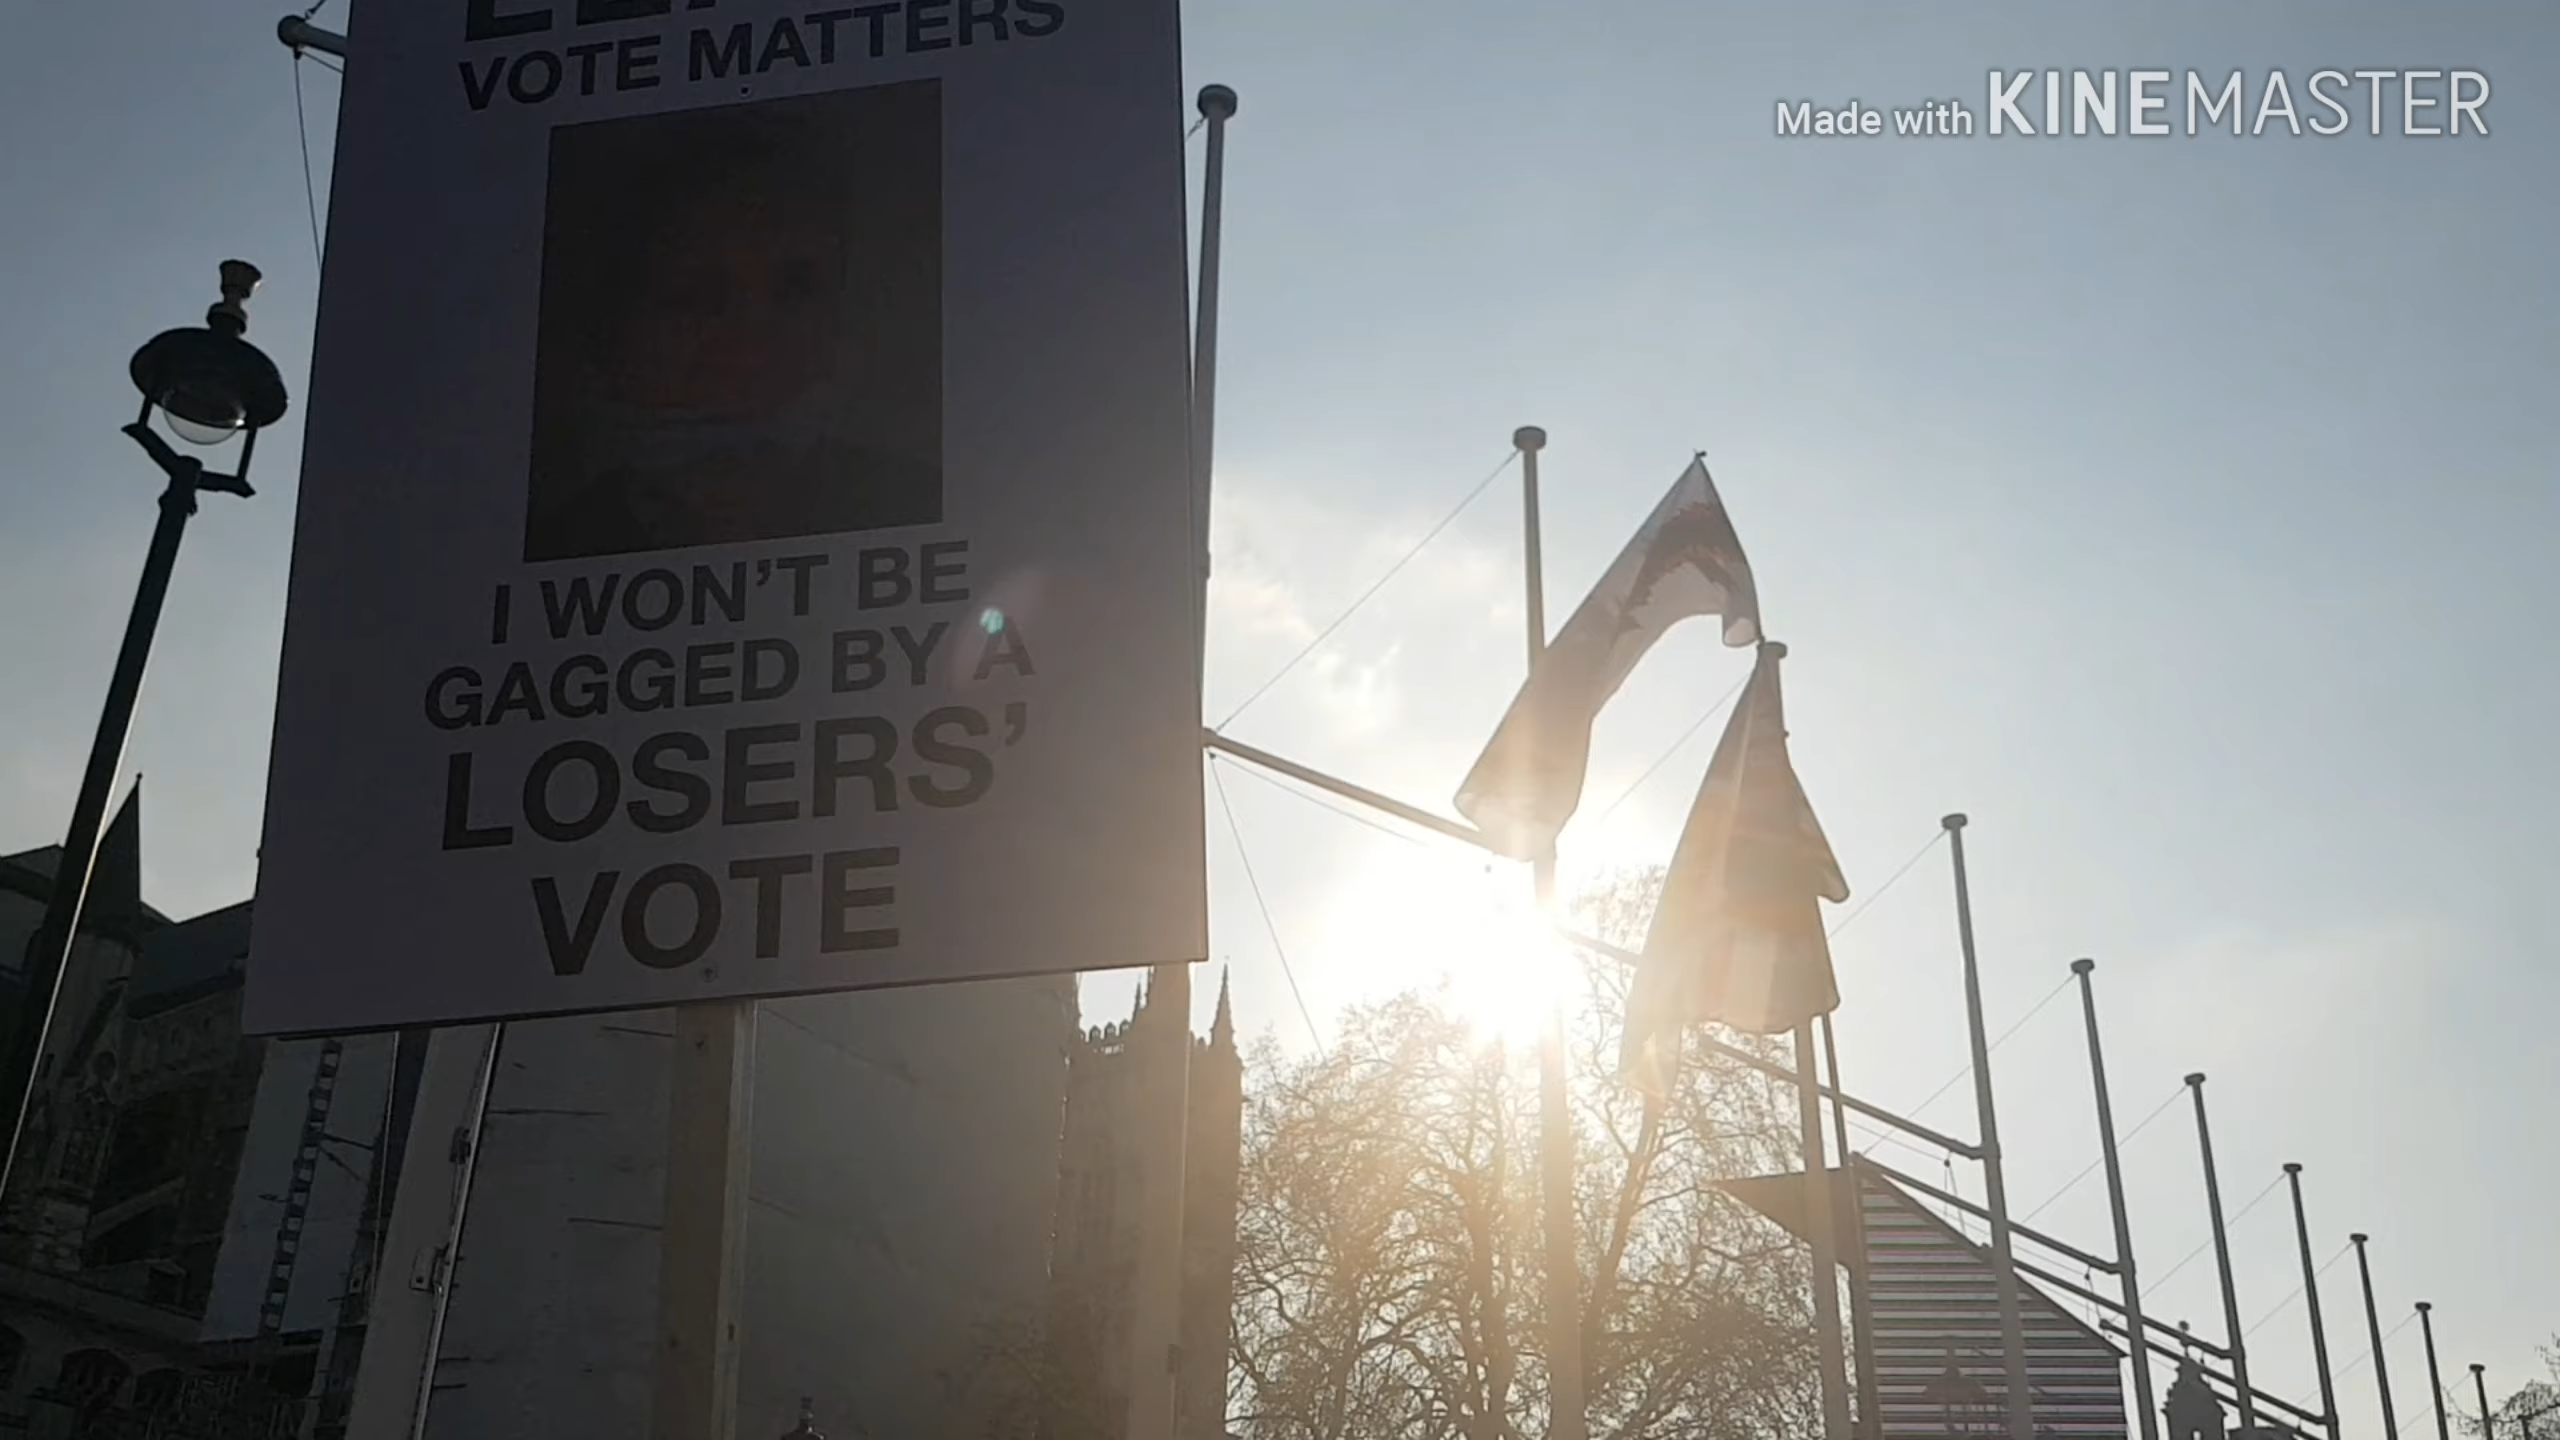 VOTE MATTERS
I WON'T BE
GAGGED BY A
LOSERS'
VOTE
Made with KINEMASTER